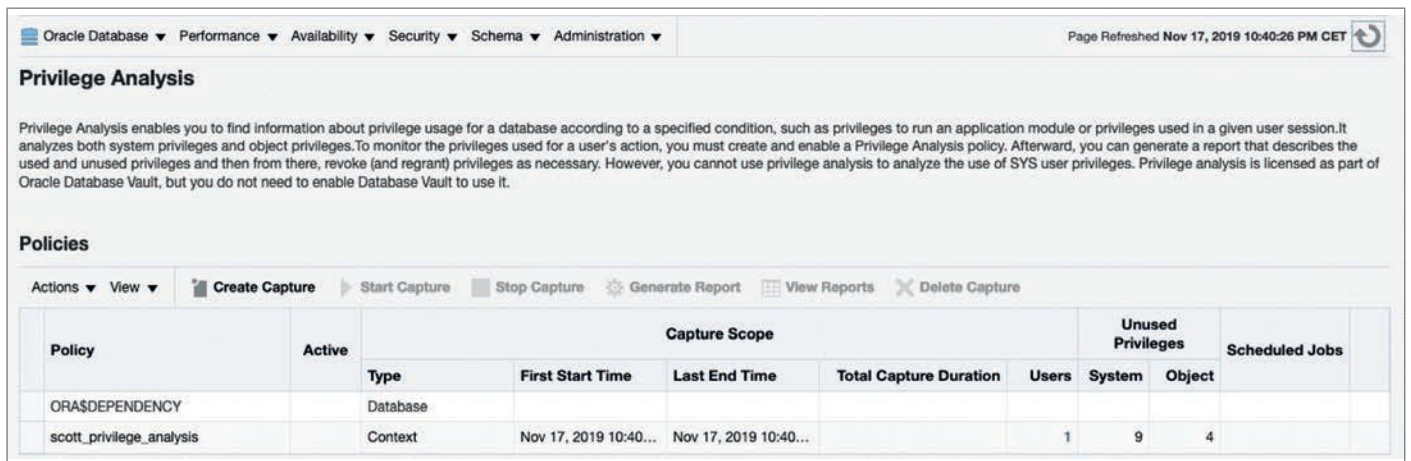 Oracle Database Performance Availability Security Schema Administration Page Refreshed Nov 17, 2019 10:40:26 PM CET
Privilege Analysis
Privilege Analysis enables you to find information about privilege usage for a database according to a specified condition, such as privileges to run an application module or privileges used in a given user session.It
analyzes both system privileges and object privileges.To monitor the privileges used for a user's action, you must create and enable a Privilege Analysis policy. Afterward, you can generate a report that describes the
used and unused privileges and then from there, revoke (and regrant) privileges as necessary. However, you cannot use privilege analysis to analyze the use of SYS user privileges. Privilege analysis is licensed as part of
Oracle Database Vault, but you do not need to enable Database Vault to use it.
Policies
Actions View Create Capture Start Capture Stop Capture Generate Report View Reports Delete Capture
Policy Active Capture Scope Unused Privileges Scheduled Jobs
Type First Start Time Last End Time Total Capture Duration Users System Object
ORA$DEPENDENCY Database
scott_privilege_analysis Context Nov 17, 2019 10:40... Nov 17, 2019 10:40... 1 9 4